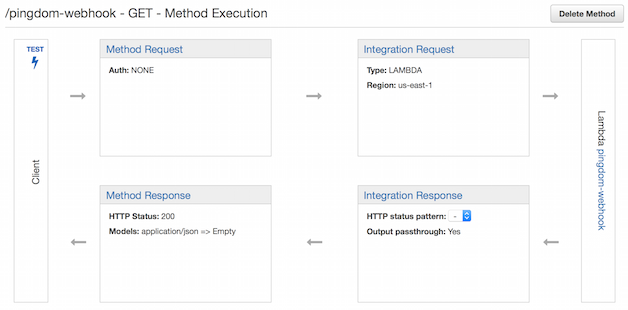 /pingdom-webhook - GET - Method Execution
Delete Method
TEST
Client
Method Request
Auth: NONE
Integration Request
Type: LAMBDA
Region: us-east-1
Lambda pingdom-webhook
Method Response
HTTP Status: 200
Models: application/json => Empty
Integration Response
HTTP status pattern: -
Output passthrough: Yes